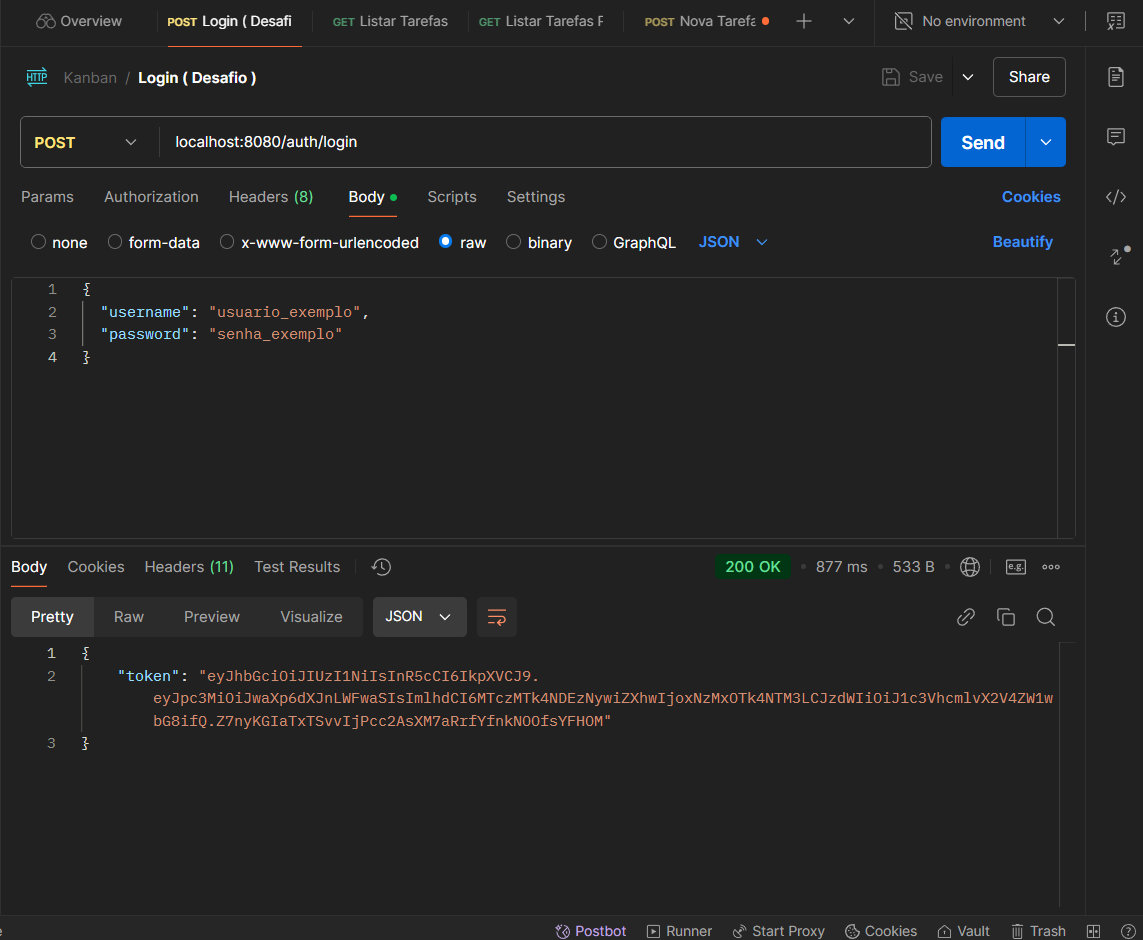 Overview
POST Login ( Desafi
GET Listar Tarefas
GET Listar Tarefas F
POST Nova Tarefa
No environment
HTTP Kanban / Login ( Desafio )
Save
Share
POST
localhost:8080/auth/login
Send
Params Authorization Headers (8) Body Scripts Settings Cookies
none form-data x-www-form-urlencoded raw binary GraphQL JSON Beautify
1 {
2 "username": "usuario_exemplo",
3 "password": "senha_exemplo"
4 }
Body Cookies Headers (11) Test Results 200 OK 877 ms 533 B e.g.
Pretty Raw Preview Visualize JSON
1 {
2 "token": "eyJhbGciOiJIUzI1NiIsInR5cCI6IkpXVCJ9.
eyJpc3MiOiJwaXp6dXJnLWFwaSIsImlhdCI6MTczMTk4NDEzNywiZXhwIjoxNzMxOTk4NTM3LCJzdWIiOiJ1c3VhcmlvX2V4ZW1w
bG8ifQ.Z7nyKGIaTxTSvvIjPcc2AsXM7aRrfYfnkNOOfsYFHOM"
3 }
Postbot Runner Start Proxy Cookies Vault Trash